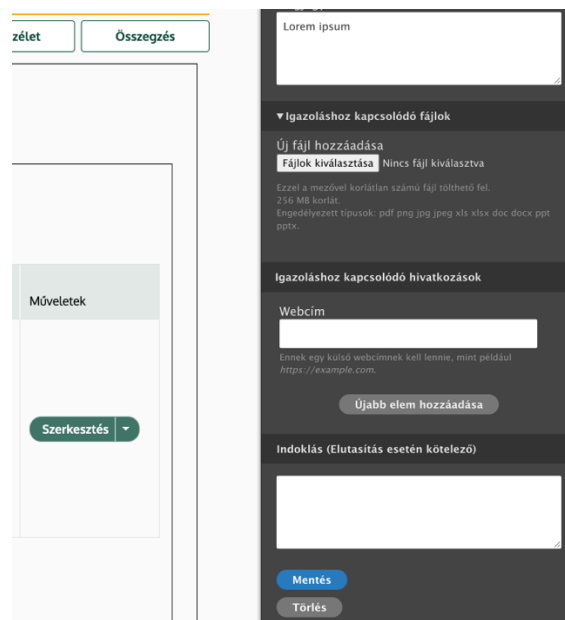 zélet
Összegzés
Műveletek
Szerkesztés
Lorem ipsum
▼Igazoláshoz kapcsolódó fájlok
Új fájl hozzáadása
Fájlok kiválasztása Nincs fájl kiválasztva
Ezzel a mezővel korlátlan számú fájl tölthető fel.
256 MB korlát.
Engedélyezett típusok: pdf png jpg jpeg xls xlsx doc docx ppt
pptx.
Igazoláshoz kapcsolódó hivatkozások
Webcím
Ennek egy külső webcímnek kell lennie, mint például
https://example.com.
Újabb elem hozzáadása
Indoklás (Elutasítás esetén kötelező)
Mentés
Törlés